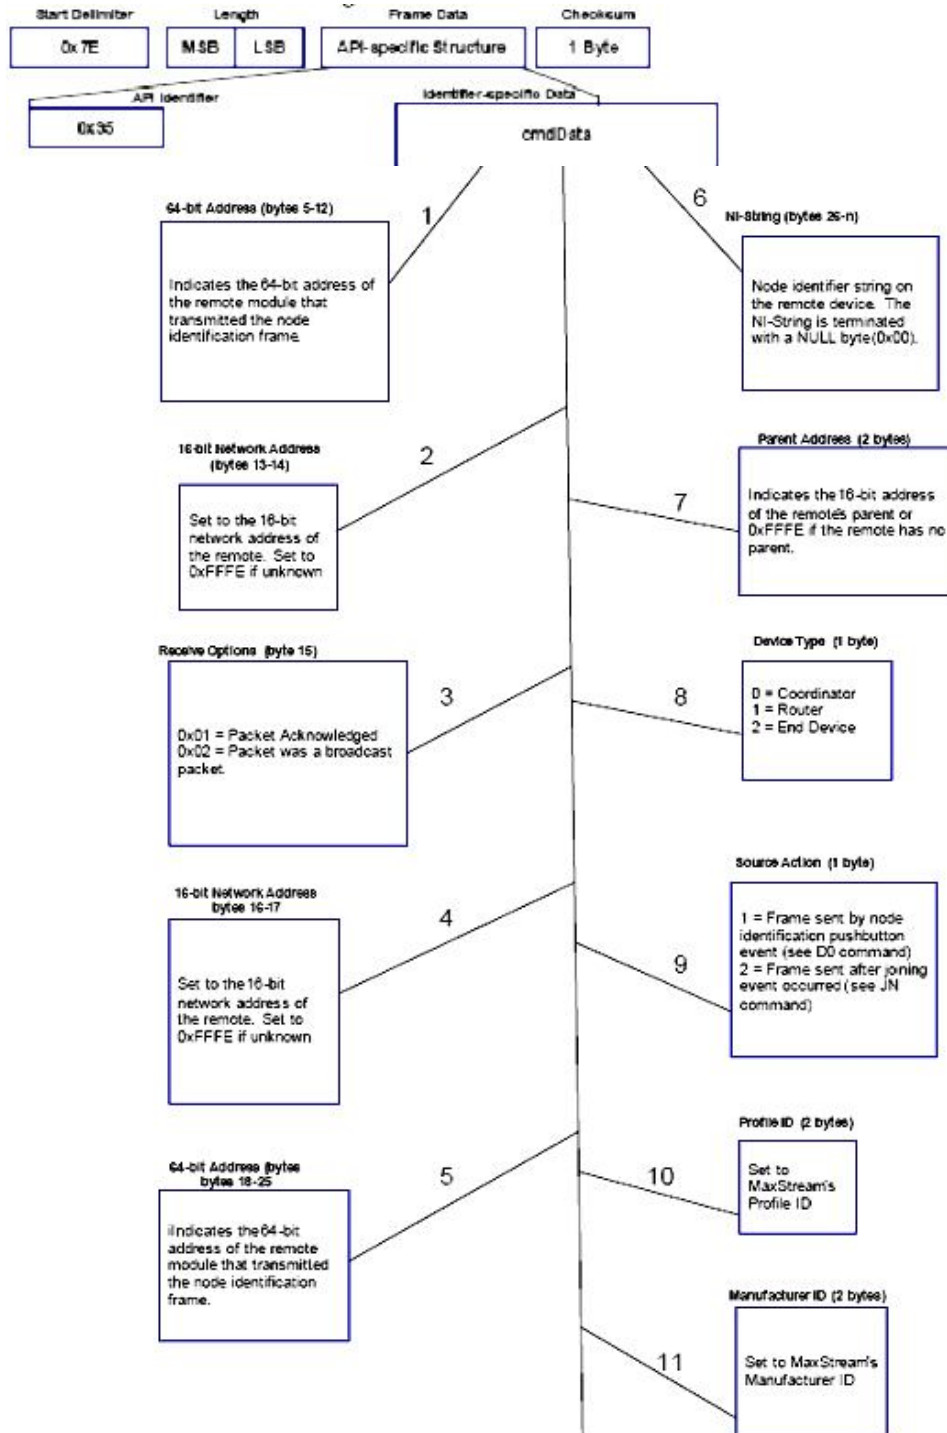 Start Delimiter
Length
Frame Data
Checksum
0x7E
MSB
LSB
API-specific Structure
1 Byte
API Identifier
Identifier-specific Data
0x95
cmdData
1
64-bit Address (bytes 5-12)
Indicates the 64-bit address of
the remote module that
transmitted the node
identification frame.
6
NI-String (bytes 26-n)
Node identifier string on
the remote device. The
NI-String is terminated
with a NULL byte(0x00).
2
16-bit Network Address
(bytes 13-14)
Set to the 16-bit
network address of
the remote. Set to
0xFFFE if unknown
7
Parent Address (2 bytes)
Indicates the 16-bit address
of the remote's parent or
0xFFFE if the remote has no
parent.
3
Receive Options (byte 15)
0x01 = Packet Acknowledged
0x02 = Packet was a broadcast
packet.
8
Device Type (1 byte)
0 = Coordinator
1 = Router
2 = End Device
4
16-bit Network Address
bytes 16-17
Set to the 16-bit
network address of
the remote. Set to
0xFFFE if unknown
9
Source Action (1 byte)
1 = Frame sent by node
identification pushbutton
event (see D0 command)
2 = Frame sent after joining
event occurred (see JN
command)
5
64-bit Address (bytes
bytes 18-25
iIndicates the 64-bit
address of the remote
module that transmitted
the node identification
frame.
10
Profile ID (2 bytes)
Set to
MaxStream's
Profile ID
11
Manufacturer ID (2 bytes)
Set to MaxStream's
Manufacturer ID